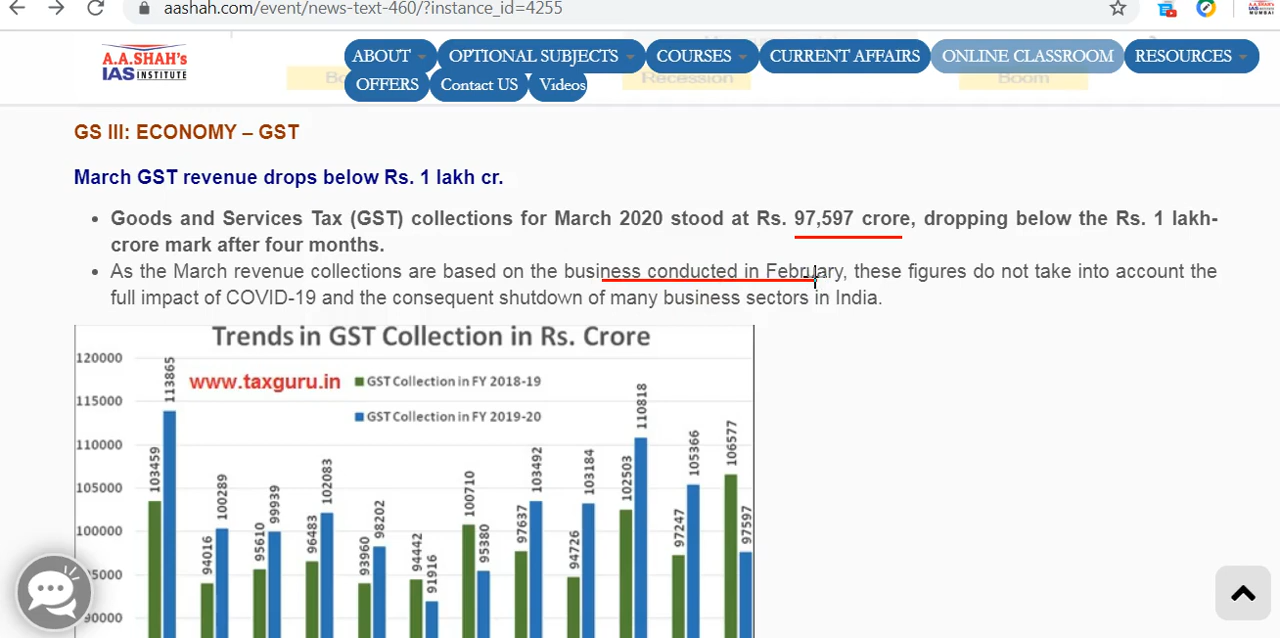 aashah.com/event/news-text-460/?instance_id=4255
A.A.SHAH's
IAS INSTITUTE
ABOUT OPTIONAL SUBJECTS COURSES CURRENT AFFAIRS ONLINE CLASSROOM RESOURCES
OFFERS Contact US Videos
Recession Boom
GS III: ECONOMY – GST
March GST revenue drops below Rs. 1 lakh cr.
• Goods and Services Tax (GST) collections for March 2020 stood at Rs. 97,597 crore, dropping below the Rs. 1 lakh-
crore mark after four months.
• As the March revenue collections are based on the business conducted in February, these figures do not take into account the
full impact of COVID-19 and the consequent shutdown of many business sectors in India.
Trends in GST Collection in Rs. Crore
www.taxguru.in
GST Collection in FY 2018-19
GST Collection in FY 2019-20
120000
115000
110000
105000
100000
95000
90000
103459
113865
94016
100289
95610
99939
96483
102083
93960
98202
94442
91916
100710
95380
97637
103492
94726
103184
102503
110818
97247
105366
106577
97597